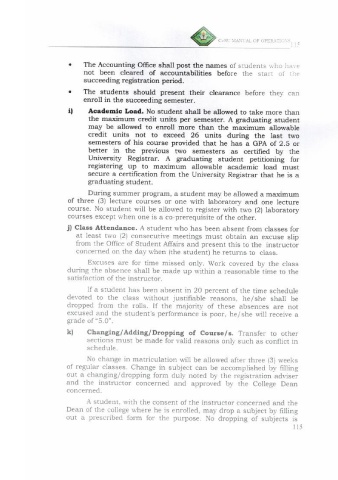 MANUAL OF OPERATIONS
• The Accounting Office shall post the names of students who have
not been cleared of accountabilities before the start of the
succeeding registration period.
• The students should present their clearance before they can
enroll in the succeeding semester.
i) Academic Load. No student shall be allowed to take more than
the maximum credit units per semester. A graduating student
may be allowed to enroll more than the maximum allowable
credit units not to exceed 26 units during the last two
semesters of his course provided that he has a GPA of 2.5 or
better in the previous two semesters as certified by the
University Registrar. A graduating student petitioning for
registering up to maximum allowable academic load must
secure a certification from the University Registrar that he is a
graduating student.
During summer program, a student may be allowed a maximum
of three (3) lecture courses or one with laboratory and one lecture
course. No student will be allowed to register with two (2) laboratory
courses except when one is a co-prerequisite of the other.
j) Class Attendance. A student who has been absent from classes for
at least two (2) consecutive meetings must obtain an excuse slip
from the Office of Student Affairs and present this to the instructor
concerned on the day when (the student) he returns to class.
Excuses are for time missed only. Work covered by the class
during the absence shall be made up within a reasonable time to the
satisfaction of the instructor.
If a student has been absent in 20 percent of the time schedule
devoted to the class without justifiable reasons, he/she shall be
dropped from the rolls. If the majority of these absences are not
excused and the student's performance is poor, he/she will receive a
grade of "5.0".
k) Changing/Adding/Dropping of Course/s. Transfer to other
sections must be made for valid reasons only such as conflict in
schedule.
No change in matriculation will be allowed after three (3) weeks
of regular classes. Change in subject can be accomplished by filling
out a changing/dropping form duly noted by the registration adviser
and the instructor concerned and approved by the College Dean
concerned.
A student, with the consent of the instructor concerned and the
Dean of the college where he is enrolled, may drop a subject by filling
out a prescribed form for the purpose. No dropping of subjects is